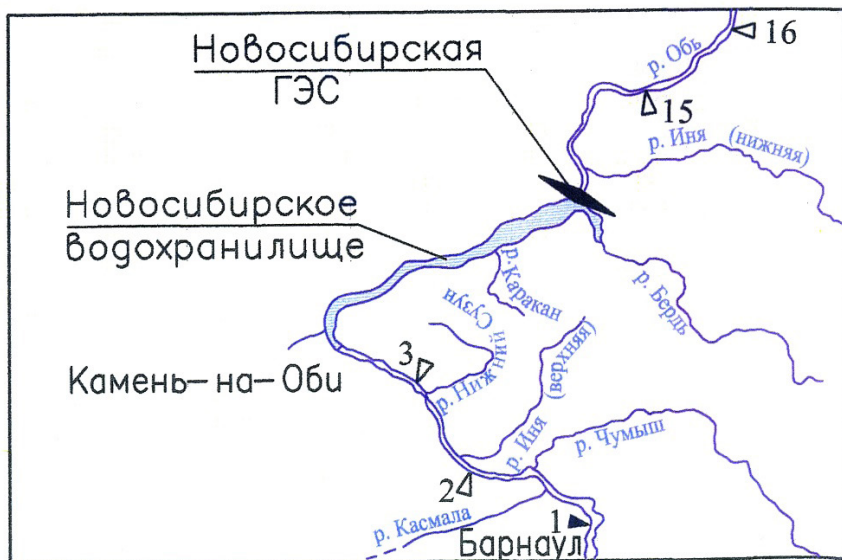 Новосибирская
ГЭС
р. Обь
16
15
р. Иня (нижняя)
Новосибирское
водохранилище
р. Каракан
р. Бердь
р. Нижний Сузун
3
р. Иня (верхняя)
Камень-на-Оби
р. Чумыш
2
р. Касмала
1
Барнаул